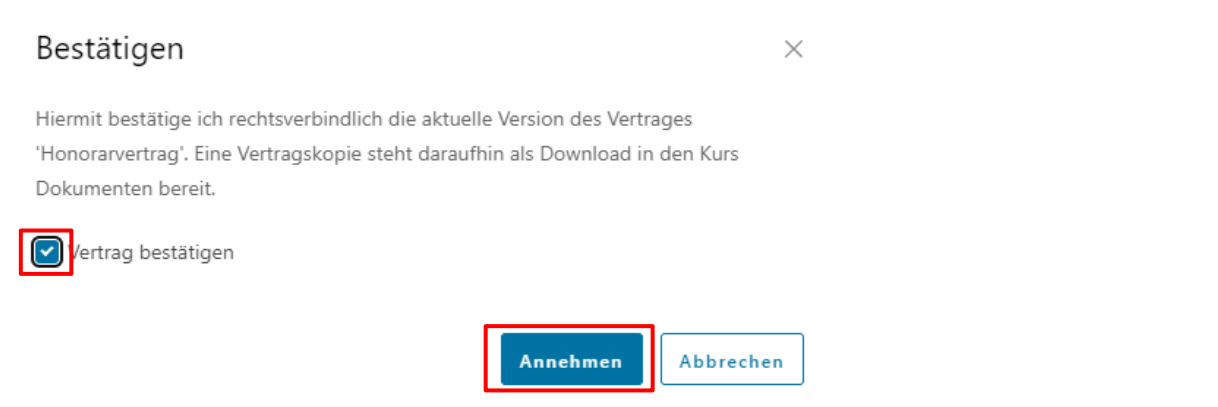 Bestätigen
Hiermit bestätige ich rechtsverbindlich die aktuelle Version des Vertrages
'Honorarvertrag'. Eine Vertragskopie steht daraufhin als Download in den Kurs
Dokumenten bereit.
Vertrag bestätigen
Annehmen
Abbrechen